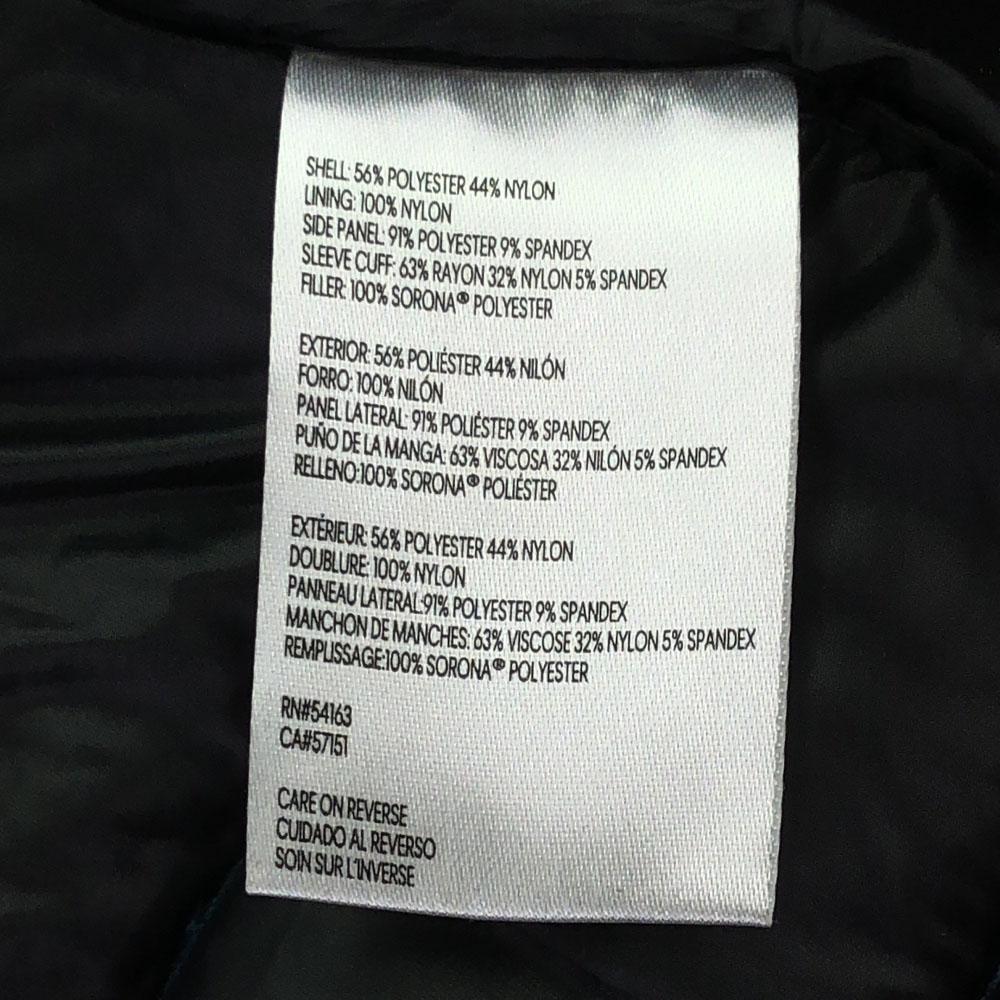 SHELL: 56% POLYESTER 44% NYLON
LINING: 100% NYLON
SIDE PANEL: 91% POLYESTER 9% SPANDEX
SLEEVE CUFF: 63% RAYON 32% NYLON 5% SPANDEX
FILLER: 100% SORONA® POLYESTER
EXTERIOR: 56% POLIÉSTER 44% NILÓN
FORRO: 100% NILÓN
PANEL LATERAL: 91% POLIÉSTER 9% SPANDEX
PUÑO DE LA MANGA: 63% VISCOSA 32% NILÓN 5% SPANDEX
RELLENO:100% SORONA® POLIÉSTER
EXTÉRIEUR: 56% POLYESTER 44% NYLON
DOUBLURE: 100% NYLON
PANNEAU LATERAL:91% POLYESTER 9% SPANDEX
MANCHON DE MANCHES: 63% VISCOSE 32% NYLON 5% SPANDEX
REMPLISSAGE:100% SORONA® POLYESTER
RN#54163
CA#57151
CARE ON REVERSE
CUIDADO AL REVERSO
SOIN SUR L'INVERSE